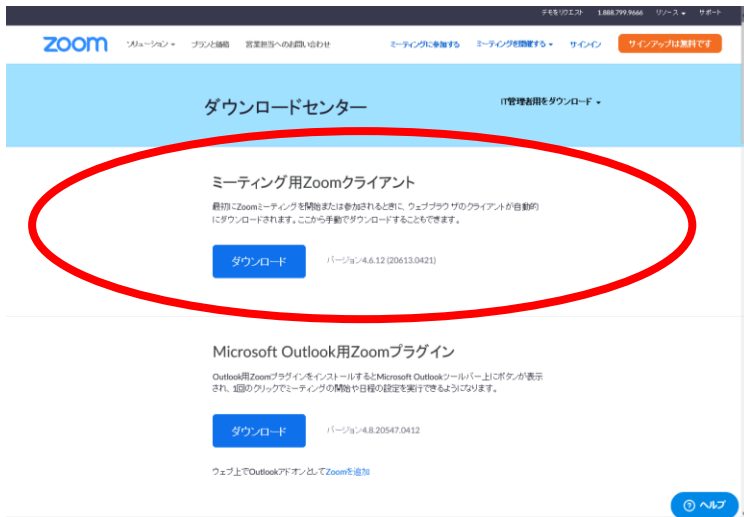 デモをリクエスト 1.888.799.9666 リソース サポート
zoom ソリューション プランと価格 営業担当へのお問い合わせ ミーティングに参加する ミーティングを開催する サインイン サインアップは無料です
ダウンロードセンター IT管理者用をダウンロード
ミーティング用Zoomクライアント
最初にZoomミーティングを開始または参加されるときに、ウェブブラウザのクライアントが自動的
にダウンロードされます。ここから手動でダウンロードすることもできます。
ダウンロード バージョン4.6.12 (20613.0421)
Microsoft Outlook用Zoomプラグイン
Outlook用ZoomプラグインをインストールするとMicrosoft Outlookツールバー上にボタンが表示
され、1回のクリックでミーティングの開始や日程の設定を実行できるようになります。
ダウンロード バージョン4.8.20547.0412
ウェブ上でOutlookアドオンとしてZoomを追加
ヘルプ